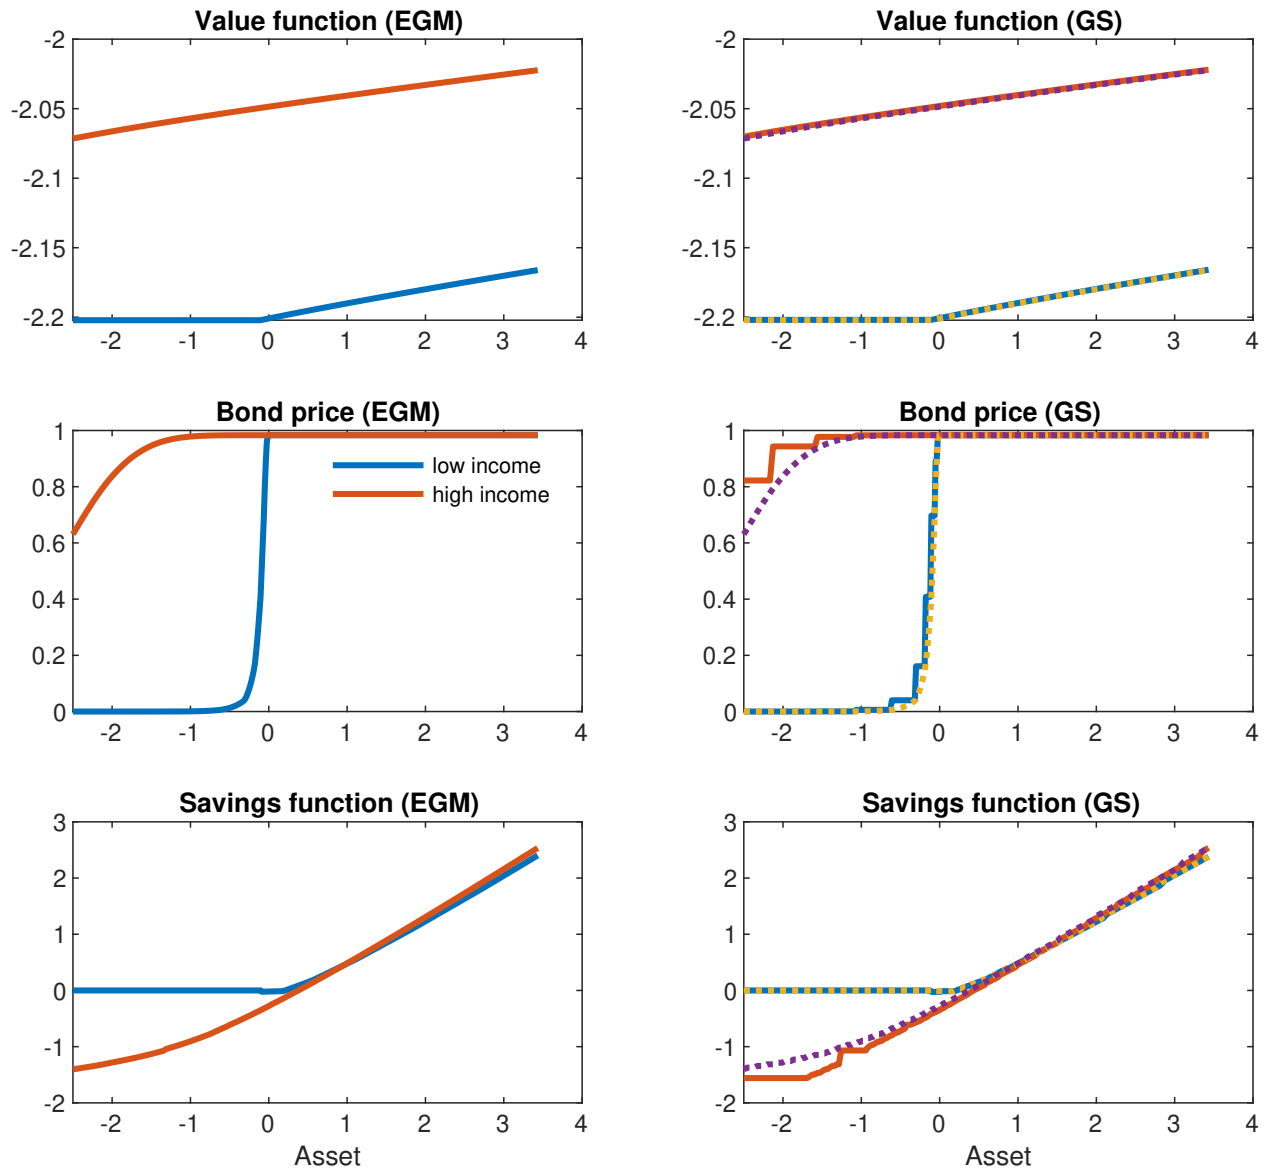 Value function (EGM)
-2
-2.05
-2.1
-2.15
-2.2
-2 -1 0 1 2 3 4
Value function (GS)
-2
-2.05
-2.1
-2.15
-2.2
-2 -1 0 1 2 3 4
Bond price (EGM)
1
0.8
0.6
0.4
0.2
0
low income
high income
-2 -1 0 1 2 3 4
Bond price (GS)
1
0.8
0.6
0.4
0.2
0
-2 -1 0 1 2 3 4
Savings function (EGM)
3
2
1
0
-1
-2
-2 -1 0 1 2 3 4
Asset
Savings function (GS)
3
2
1
0
-1
-2
-2 -1 0 1 2 3 4
Asset